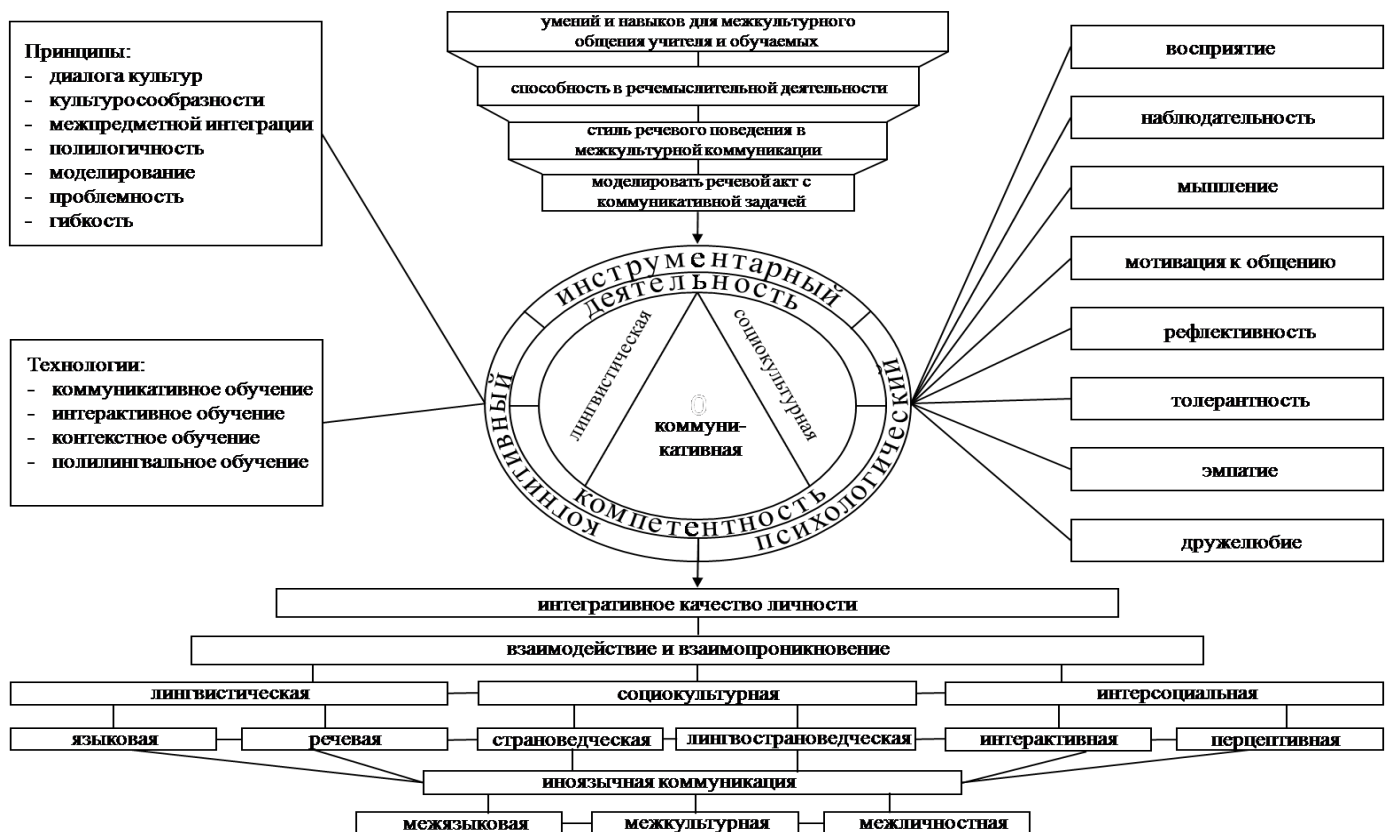 умений и навыков для межкультурного
общения учителя и обучаемых
способность в речемыслительной деятельности
стиль речевого поведения в
межкультурной коммуникации
моделировать речевой акт с
коммуникативной задачей
Принципы:
- диалога культур
- культуросообразности
- межпредметной интеграции
- полилогичность
- моделирование
- проблемность
- гибкость
Технологии:
- коммуникативное обучение
- интерактивное обучение
- контекстное обучение
- полилингвальное обучение
инструментарный
деятельность
когнитивный
психологический
лингвистическая
социокультурная
коммуни-
кативная
компетентность
восприятие
наблюдательность
мышление
мотивация к общению
рефлективность
толерантность
эмпатие
дружелюбие
интегративное качество личности
взаимодействие и взаимопроникновение
лингвистическая
социокультурная
интерсоциальная
языковая
речевая
страноведческая
лингвострановедческая
интерактивная
перцептивная
иноязычная коммуникация
межязыковая
межкультурная
межличностная